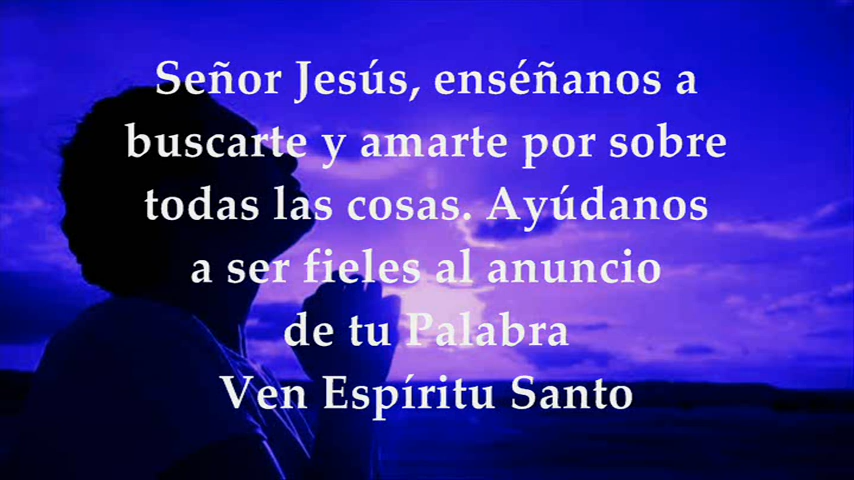 Señor Jesús, enséñanos a
buscarte y amarte por sobre
todas las cosas. Ayúdanos
a ser fieles al anuncio
de tu Palabra
Ven Espíritu Santo